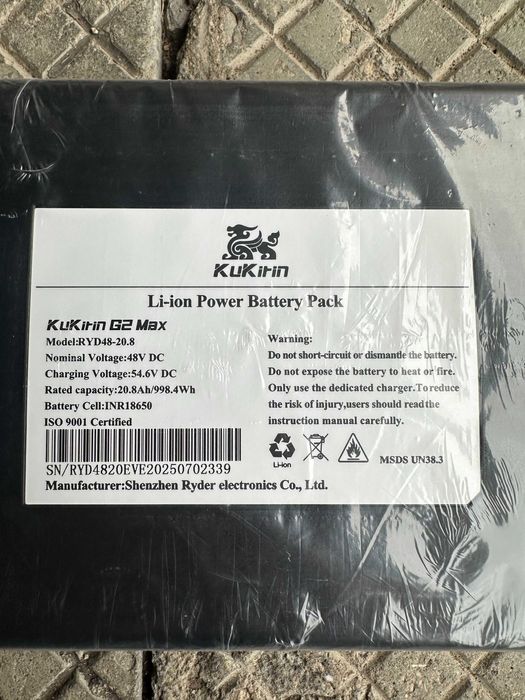 KuKirin
Li-ion Power Battery Pack
KuKirin G2 Max
Model:RYD48-20.8
Nominal Voltage:48V DC
Charging Voltage:54.6V DC
Rated capacity:20.8Ah/998.4Wh
Battery Cell:INR18650
ISO 9001 Certified
SN/RYD4820EVE20250702339
Warning:
Do not short-circuit or dismantle the battery.
Do not expose the battery to heat or fire.
Only use the dedicated charger.To reduce
the risk of injury,users should read the
instruction manual carefully.
Li-ion
MSDS UN38.3
Manufacturer:Shenzhen Ryder electronics Co., Ltd.